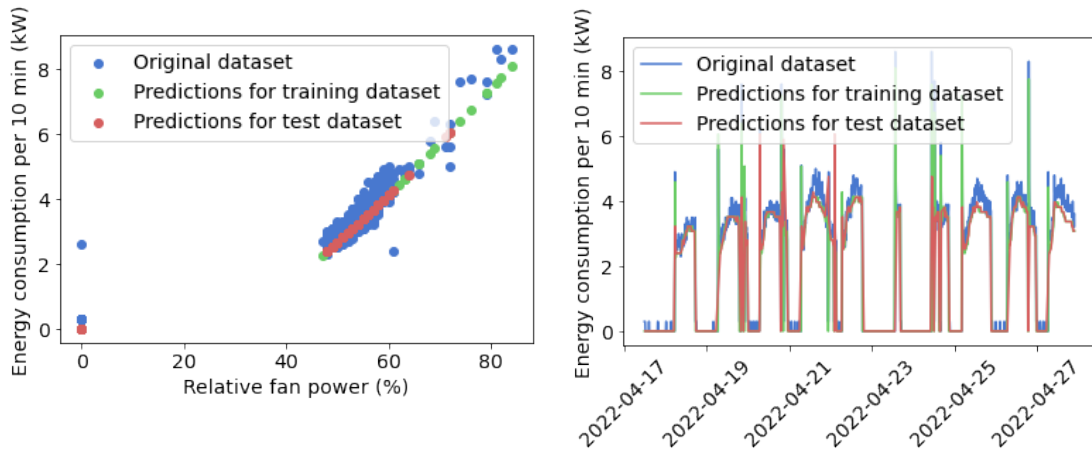 Energy consumption per 10 min (kW)
8
6
4
2
0
Original dataset
Predictions for training dataset
Predictions for test dataset
0
20
40
60
80
Relative fan power (%)
Energy consumption per 10 min (kW)
8
6
4
2
0
Original dataset
Predictions for training dataset
Predictions for test dataset
2022-04-17
2022-04-19
2022-04-21
2022-04-23
2022-04-25
2022-04-27